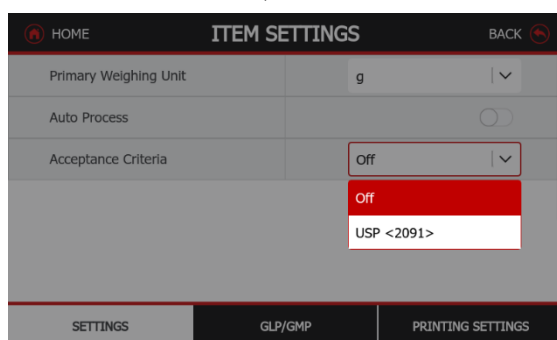 HOME
ITEM SETTINGS
BACK
Primary Weighing Unit
g
Auto Process
Acceptance Criteria
Off
Off
USP <2091>
SETTINGS
GLP/GMP
PRINTING SETTINGS